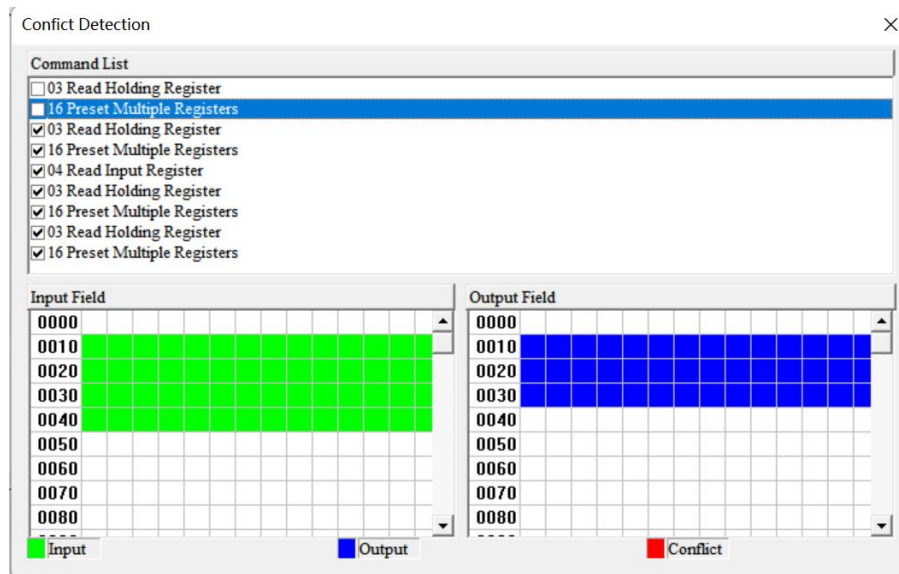 Confict Detection
Command List
03 Read Holding Register
16 Preset Multiple Registers
03 Read Holding Register
16 Preset Multiple Registers
04 Read Input Register
03 Read Holding Register
16 Preset Multiple Registers
03 Read Holding Register
16 Preset Multiple Registers
Input Field
0000
0010
0020
0030
0040
0050
0060
0070
0080
Output Field
0000
0010
0020
0030
0040
0050
0060
0070
0080
Input
Output
Conflict